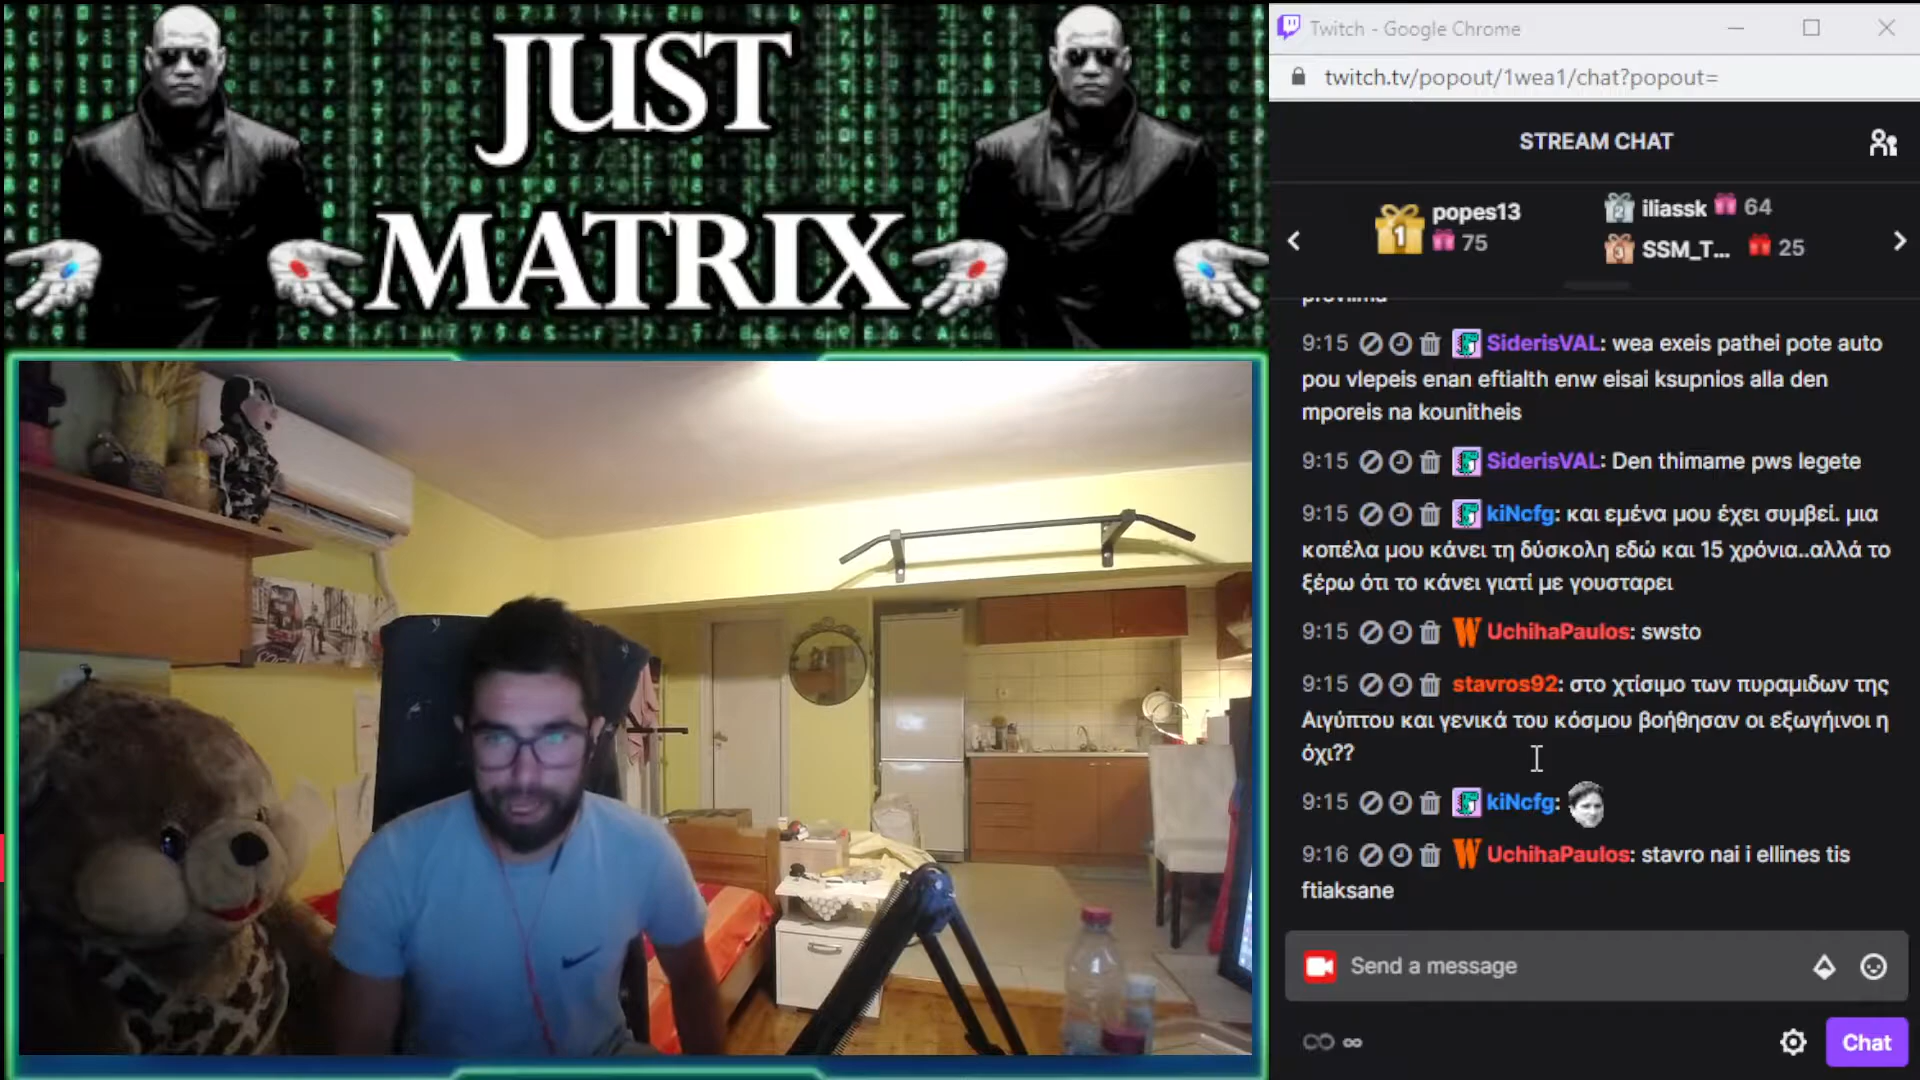 JUST
MATRIX
Twitch - Google Chrome
twitch.tv/popout/1wea1/chat?popout=
STREAM CHAT
1 popes13 75
2 iliassk 64
3 SSM_T... 25
9:15 SiderisVAL: wea exeis pathei pote auto
pou vlepeis enan eftialth enw eisai ksupnios alla den
mporeis na kounitheis
9:15 SiderisVAL: Den thimame pws legete
9:15 kiNcfg: και εμένα μου έχει συμβεί. μια
κοπέλα μου κάνει τη δύσκολη εδώ και 15 χρόνια..αλλά το
ξέρω ότι το κάνει γιατί με γουσταρει
9:15 UchihaPaulos: swsto
9:15 stavros92: στο χτίσιμο των πυραμιδων της
Αιγύπτου και γενικά του κόσμου βοήθησαν οι εξωγήινοι η
όχι??
9:15 kiNcfg:
9:16 UchihaPaulos: stavro nai i ellines tis
ftiaksane
Send a message
Chat